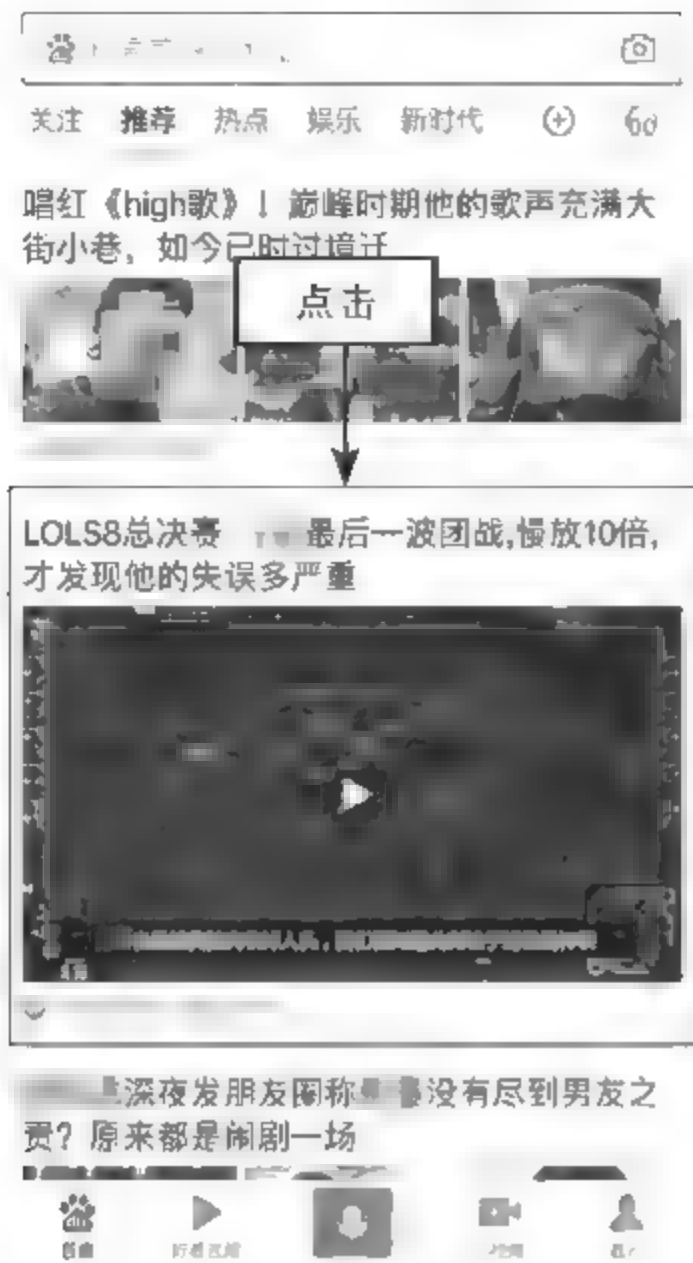 关注 推荐 热点 娱乐 新时代
唱红《high歌》！巅峰时期他的歌声充满大
街小巷，如今已时过境迁
点击
LOLS8总决赛 最后一波团战,慢放10倍,
才发现他的失误多严重
深夜发朋友圈称 没有尽到男友之
责？原来都是闹剧一场
好看视频